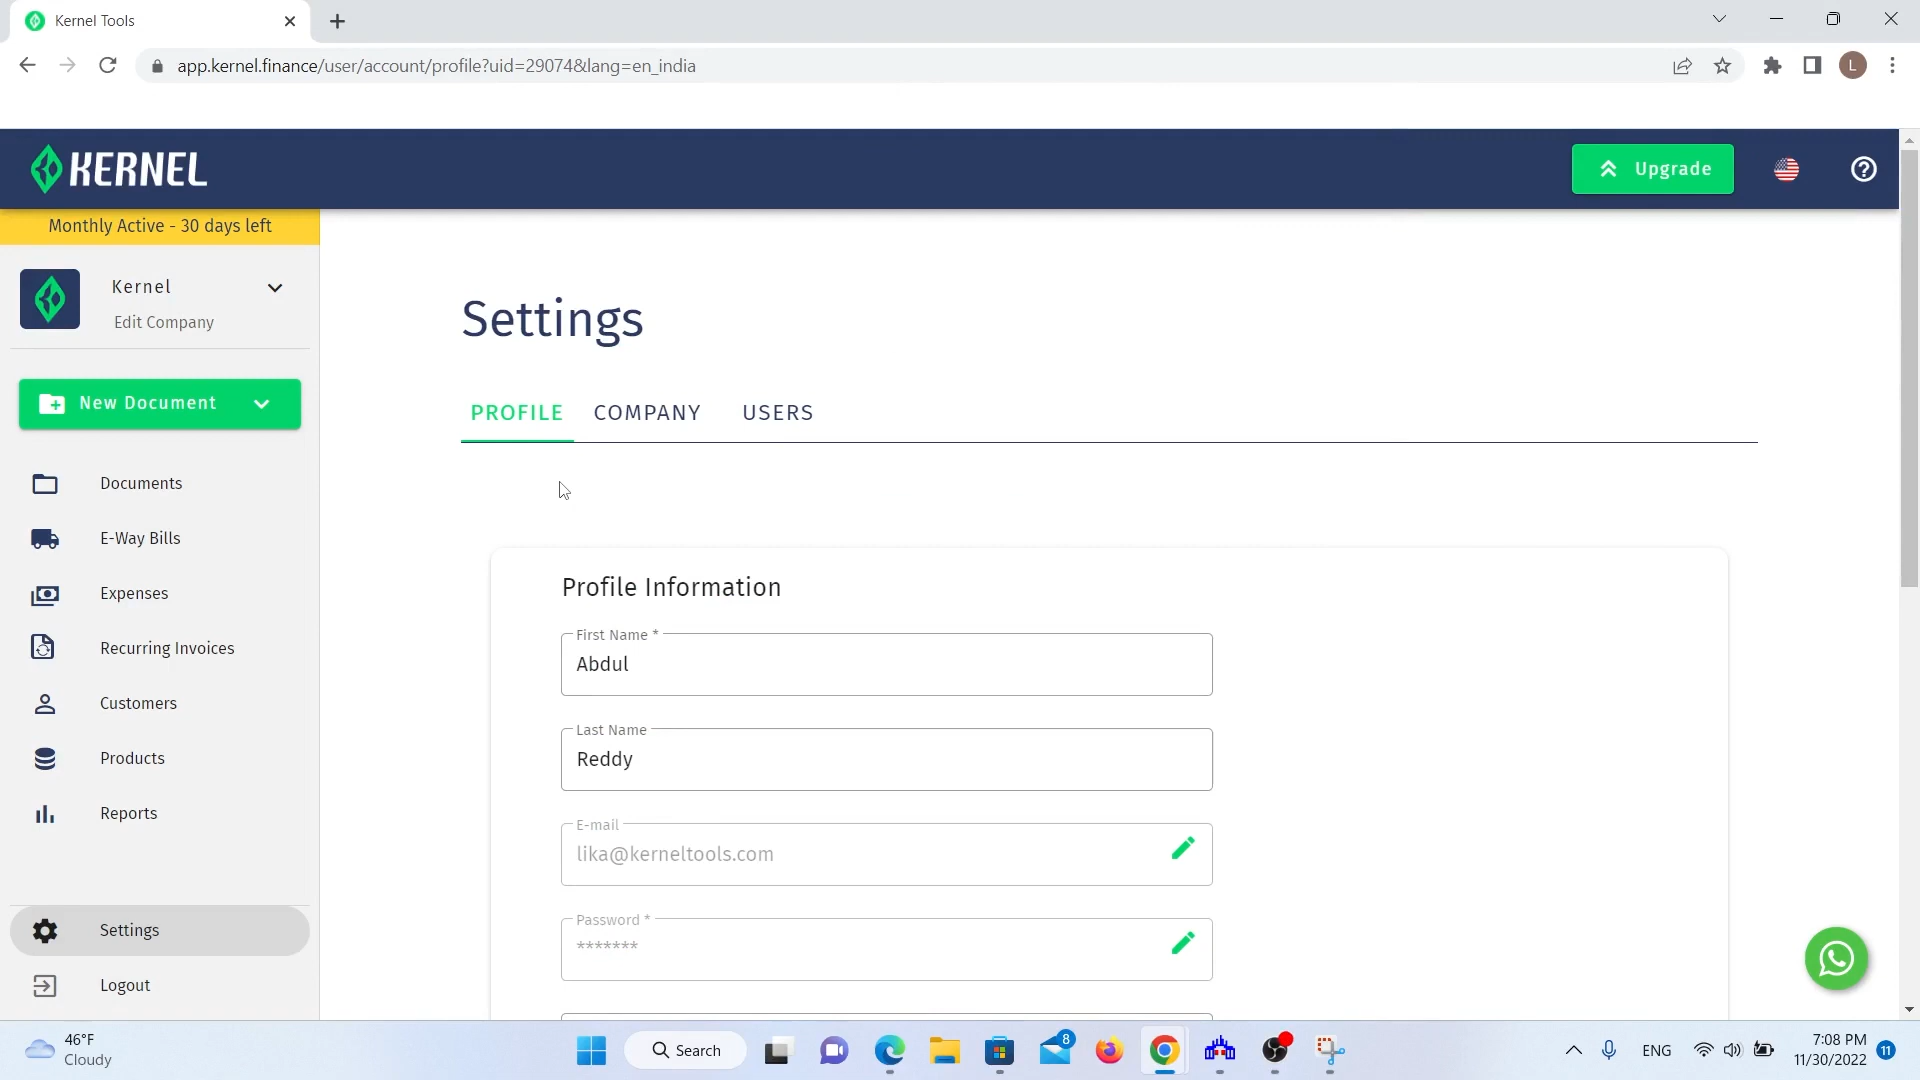 Kernel Tools
app.kernel.finance/user/account/profile?uid=29074&lang=en_india
L
KERNEL
Upgrade
Monthly Active - 30 days left
Kernel
Edit Company
New Document
Documents
E-Way Bills
Expenses
Recurring Invoices
Customers
Products
Reports
Settings
Logout
Settings
PROFILE COMPANY USERS
Profile Information
First Name *
Abdul
Last Name
Reddy
E-mail
lika@kerneltools.com
Password *
*******
46°F
Cloudy
Search
8
ENG
7:08 PM
11/30/2022
11